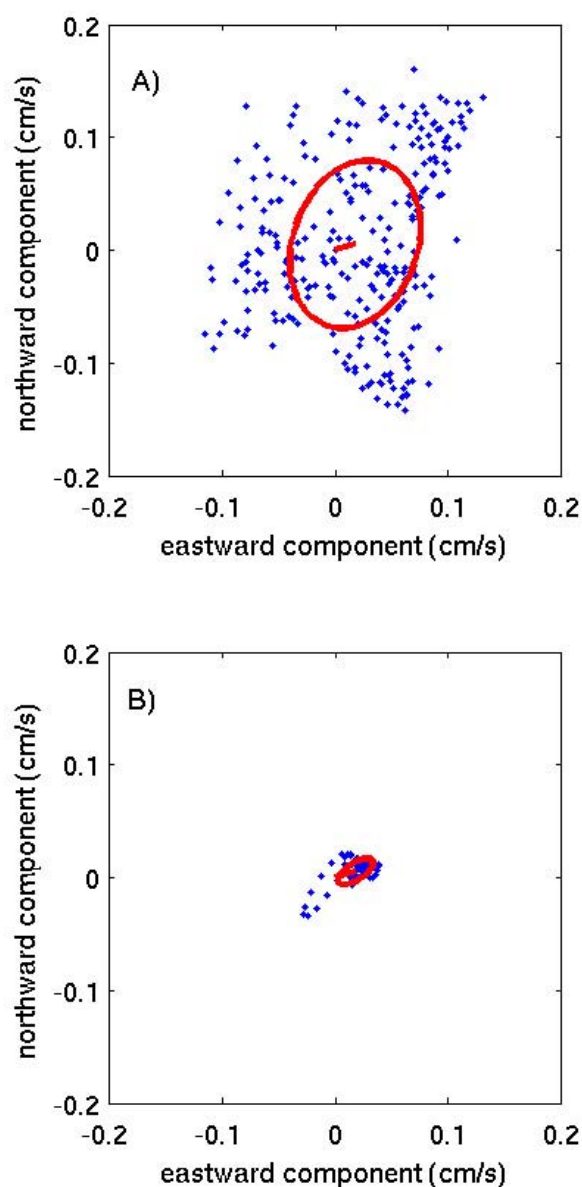 A)
0.2
0.1
0
-0.1
-0.2
northward component (cm/s)
-0.2 -0.1 0 0.1 0.2
eastward component (cm/s)
B)
0.2
0.1
0
-0.1
-0.2
northward component (cm/s)
-0.2 -0.1 0 0.1 0.2
eastward component (cm/s)